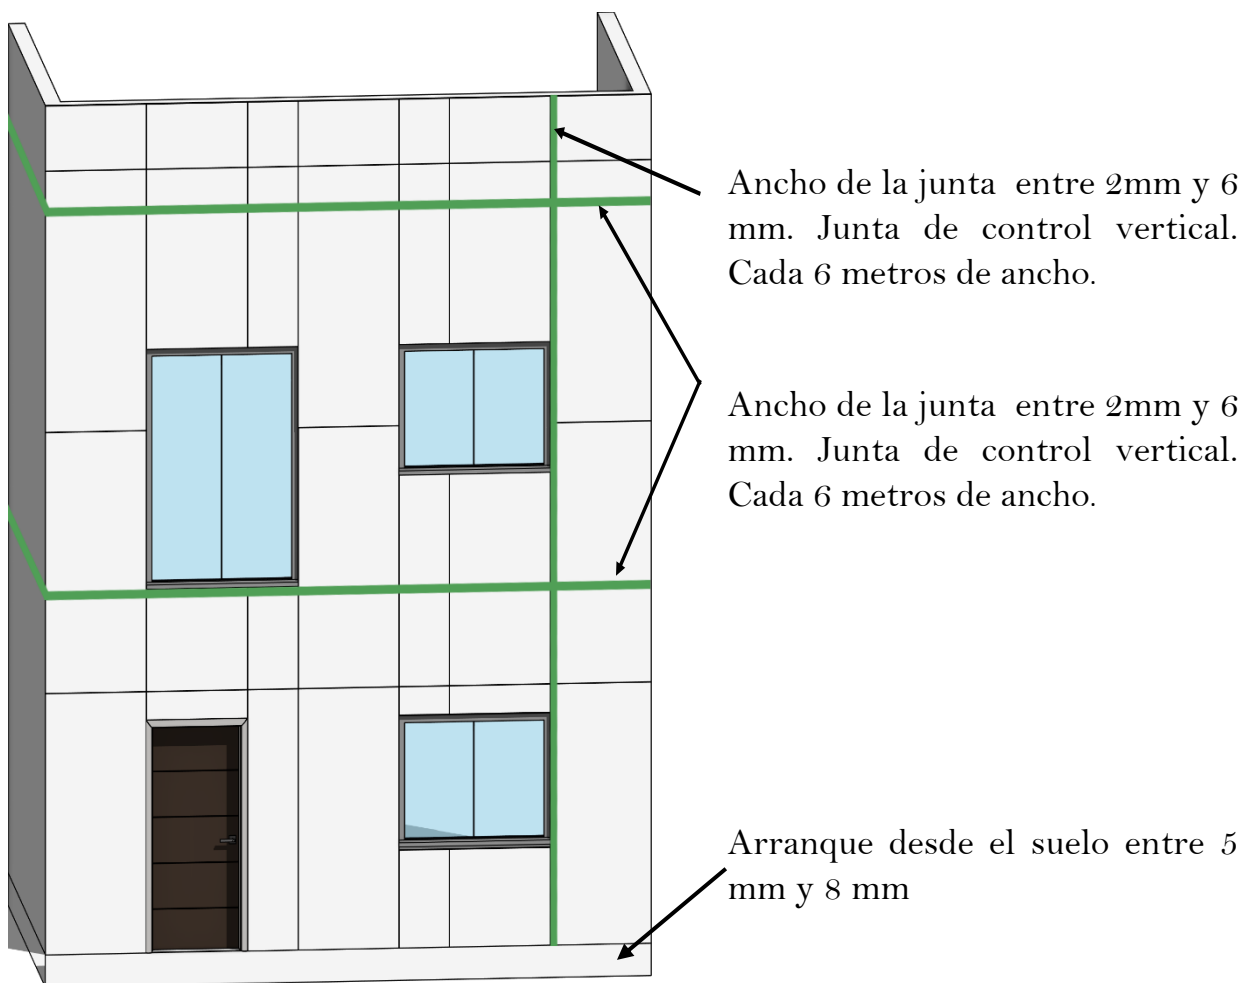 Ancho de la junta entre 2mm y 6
mm. Junta de control vertical.
Cada 6 metros de ancho.
Ancho de la junta entre 2mm y 6
mm. Junta de control vertical.
Cada 6 metros de ancho.
Arranque desde el suelo entre 5
mm y 8 mm